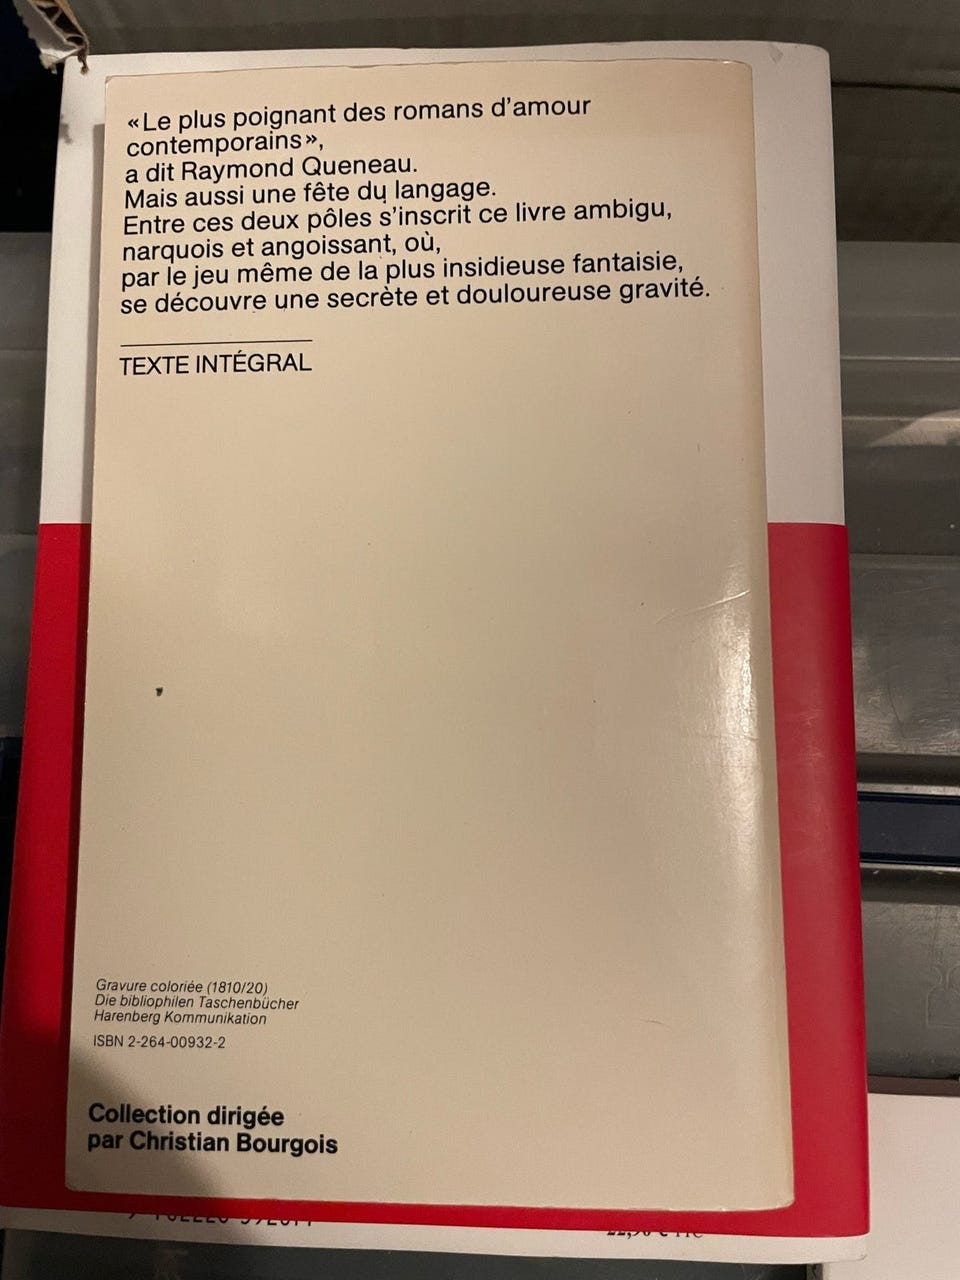 «Le plus poignant des romans d'amour
contemporains»,
a dit Raymond Queneau.
Mais aussi une fête du langage.
Entre ces deux pôles s'inscrit ce livre ambigu,
narquois et angoissant, où,
par le jeu même de la plus insidieuse fantaisie,
se découvre une secrète et douloureuse gravité.
TEXTE INTÉGRAL
Gravure coloriée (1810/20)
Die bibliophilen Taschenbücher
Harenberg Kommunikation
ISBN 2-264-00932-2
Collection dirigée
par Christian Bourgois